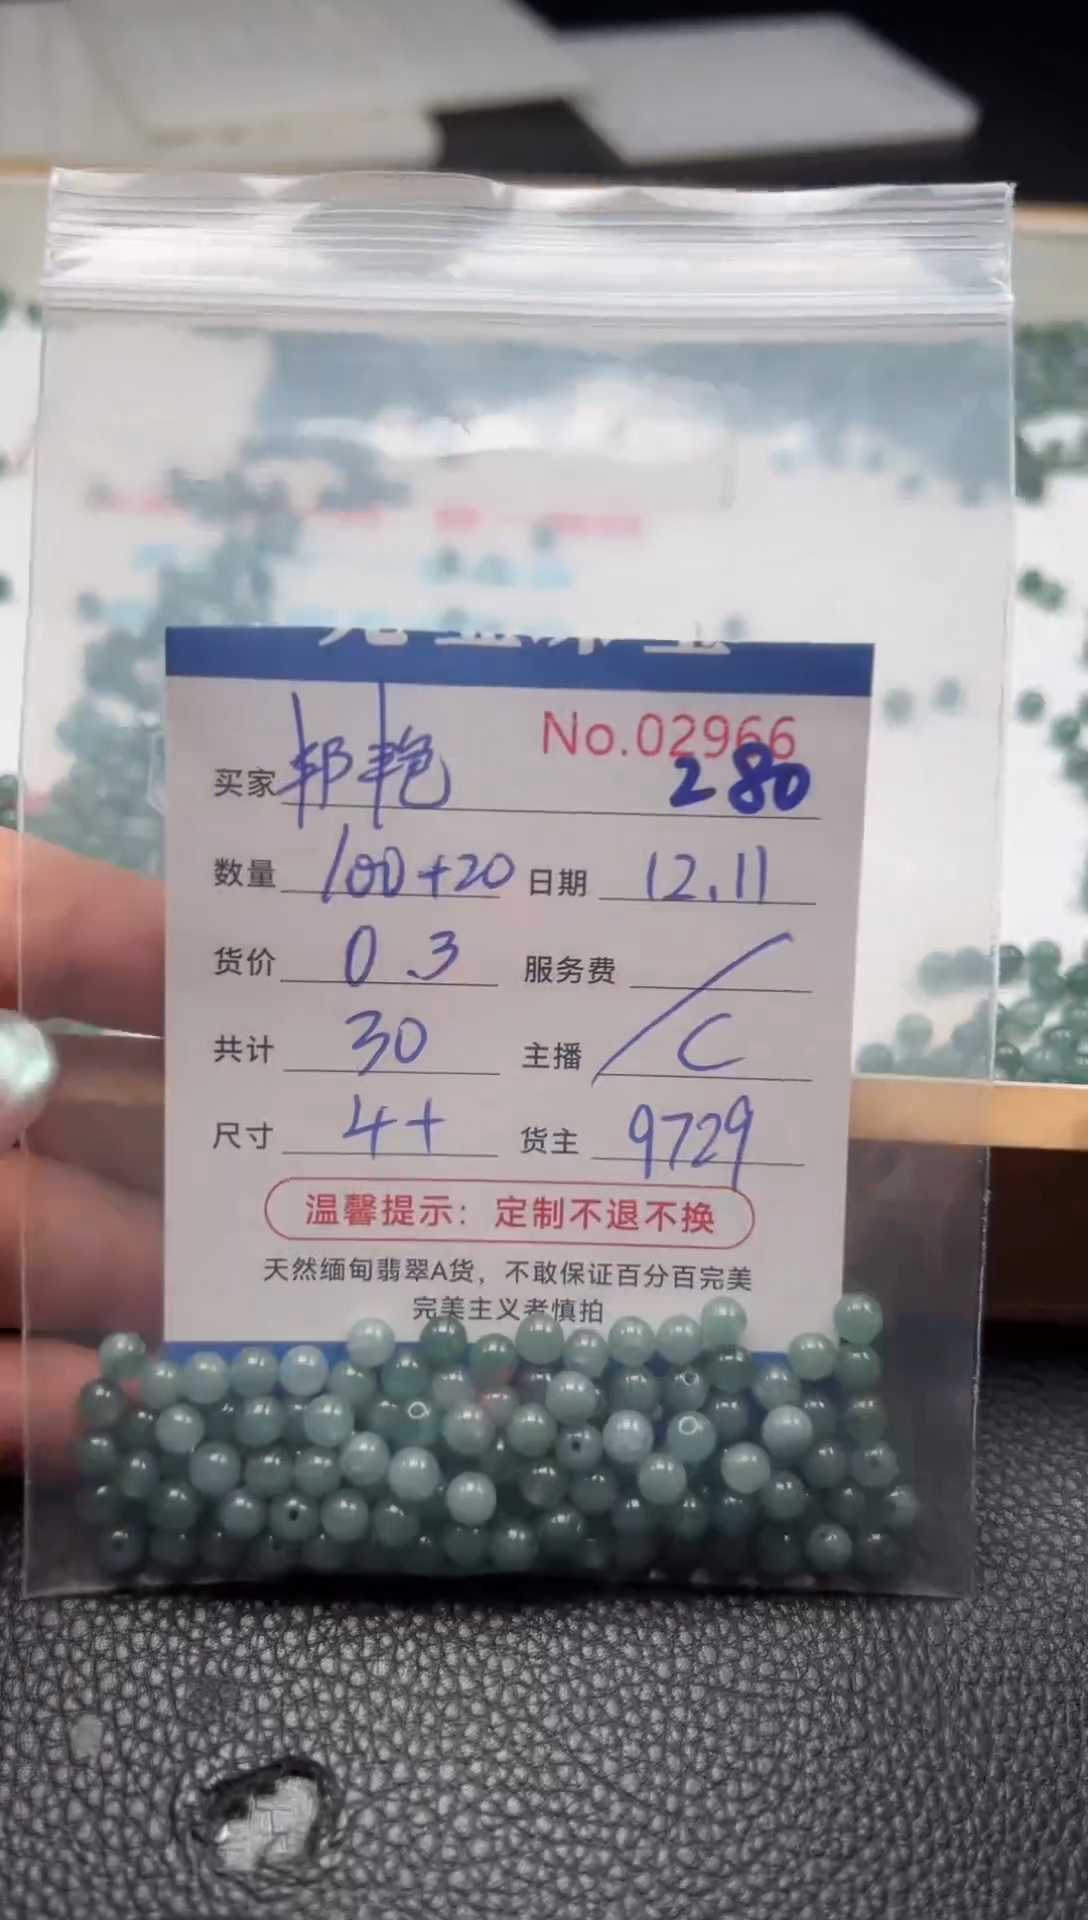 No.02966
买家 邦艳 280
数量 100+20 日期 12.11
货价 0.3 服务费 /
共计 30 主播 C
尺寸 4+ 货主 9729
温馨提示：定制不退不换
天然缅甸翡翠A货，不敢保证百分百完美
完美主义者慎拍